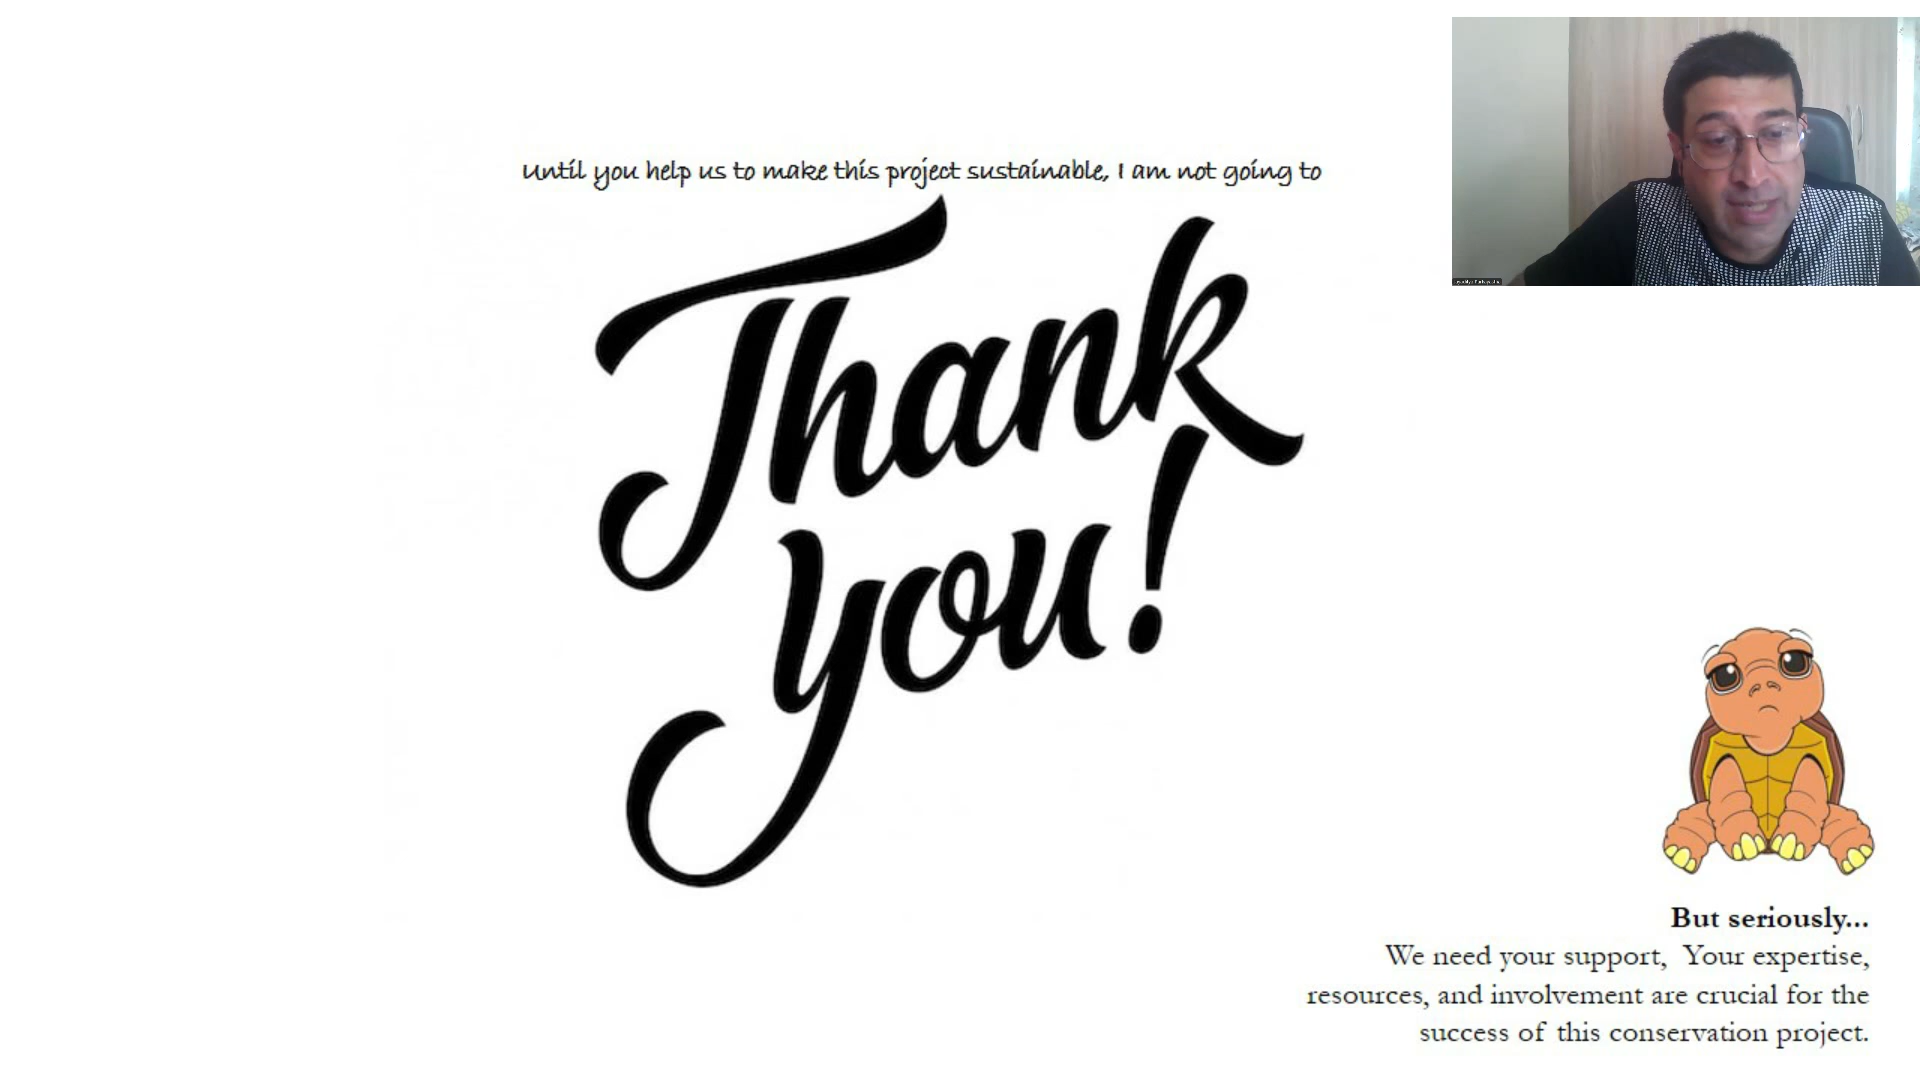 Until you help us to make this project sustainable, I am not going to
Thank
you!
But seriously...
We need your support, Your expertise,
resources, and involvement are crucial for the
success of this conservation project.